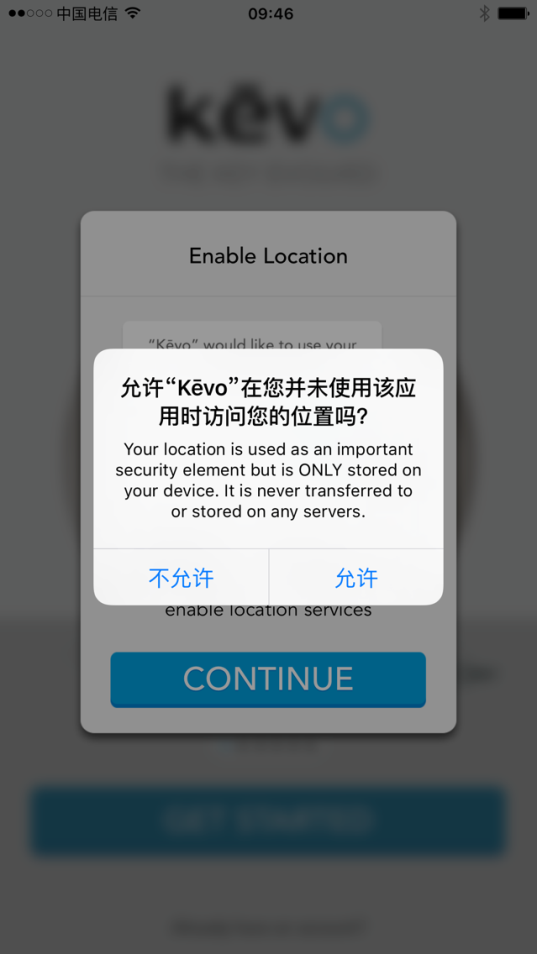 中国电信
09:46
kēvo
Enable Location
“Kēvo” would like to use your
允许“Kēvo”在您并未使用该应
用时访问您的位置吗？
Your location is used as an important
security element but is ONLY stored on
your device. It is never transferred to
or stored on any servers.
不允许
允许
enable location services
CONTINUE
GET STARTED